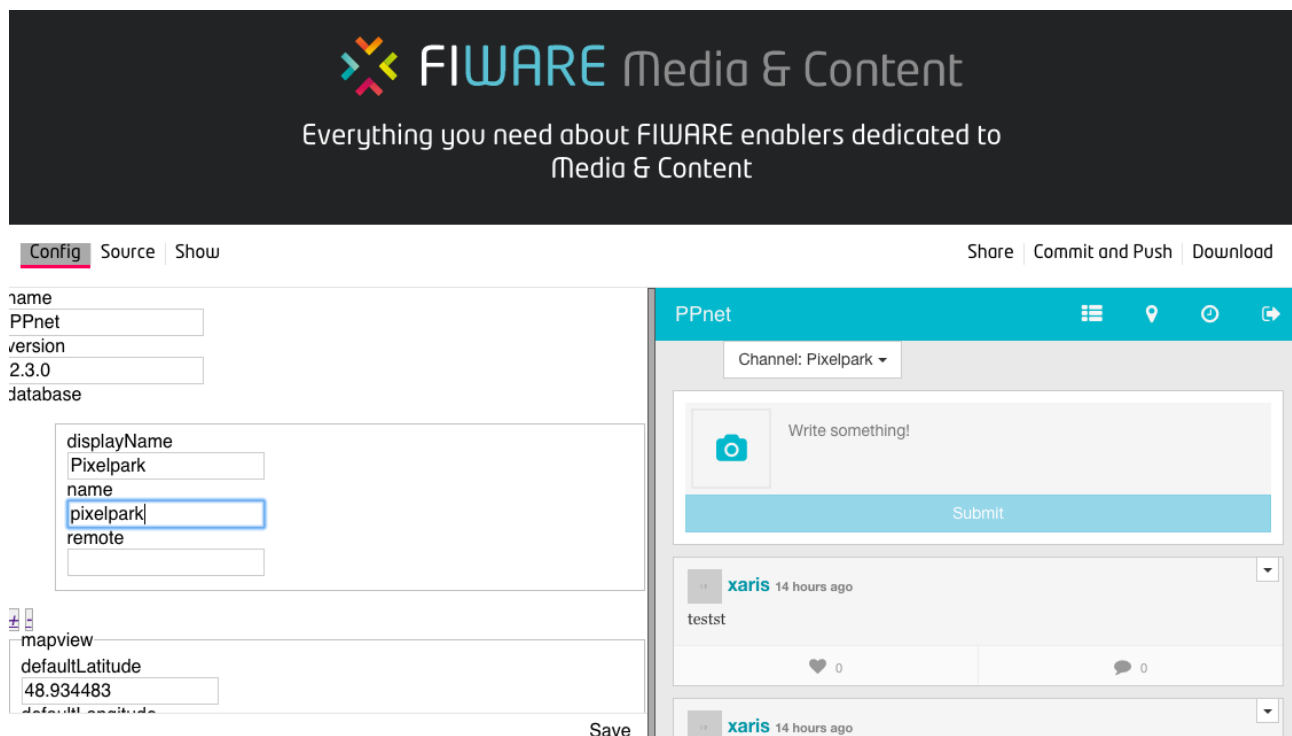 FIWARE Media & Content
Everything you need about FIWARE enablers dedicated to
Media & Content
Config Source Show
Share Commit and Push Download
name
PPnet
version
2.3.0
database
displayName
Pixelpark
name
pixelpark
remote
+ -
mapview
defaultLatitude
48.934483
defaultLongitude
Save
PPnet
Channel: Pixelpark
Write something!
Submit
xaris 14 hours ago
testst
0 0
xaris 14 hours ago